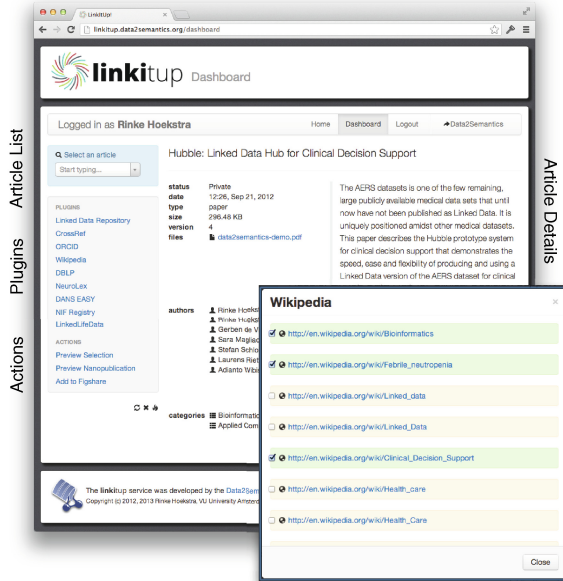 LinkItUp!
linkitup.data2semantics.org/dashboard
linkitup Dashboard
Logged in as Rinke Hoekstra
Home Dashboard Logout Data2Semantics
Article List
Plugins
Actions
Article Details
Select an article
Start typing...
PLUGINS
Linked Data Repository
CrossRef
ORCID
Wikipedia
DBLP
NeuroLex
DANS EASY
NIF Registry
LinkedLifeData
ACTIONS
Preview Selection
Preview Nanopublication
Add to Figshare
Hubble: Linked Data Hub for Clinical Decision Support
status Private
date 12:26, Sep 21, 2012
type paper
size 296.48 KB
version 4
files data2semantics-demo.pdf
The AERS datasets is one of the few remaining,
large publicly available medical data sets that until
now have not been published as Linked Data. It is
uniquely positioned amidst other medical datasets.
This paper describes the Hubble prototype system
for clinical decision support that demonstrates the
speed, ease and flexibility of producing and using a
Linked Data version of the AERS dataset for clinical
authors Rinke Hoekst
Rinke Hoekst
Gerben de V
Sara Magliac
Stefan Schlo
Laurens Riet
Adianto Wibi
categories Bioinformatic
Applied Com
The linkitup service was developed by the Data2Sem
Copyright (c) 2012, 2013 Rinke Hoekstra, VU University Amsterd
Wikipedia ×
http://en.wikipedia.org/wiki/Bioinformatics
http://en.wikipedia.org/wiki/Febrile_neutropenia
http://en.wikipedia.org/wiki/Linked_data
http://en.wikipedia.org/wiki/Linked_Data
http://en.wikipedia.org/wiki/Clinical_Decision_Support
http://en.wikipedia.org/wiki/Health_care
http://en.wikipedia.org/wiki/Health_Care
Close